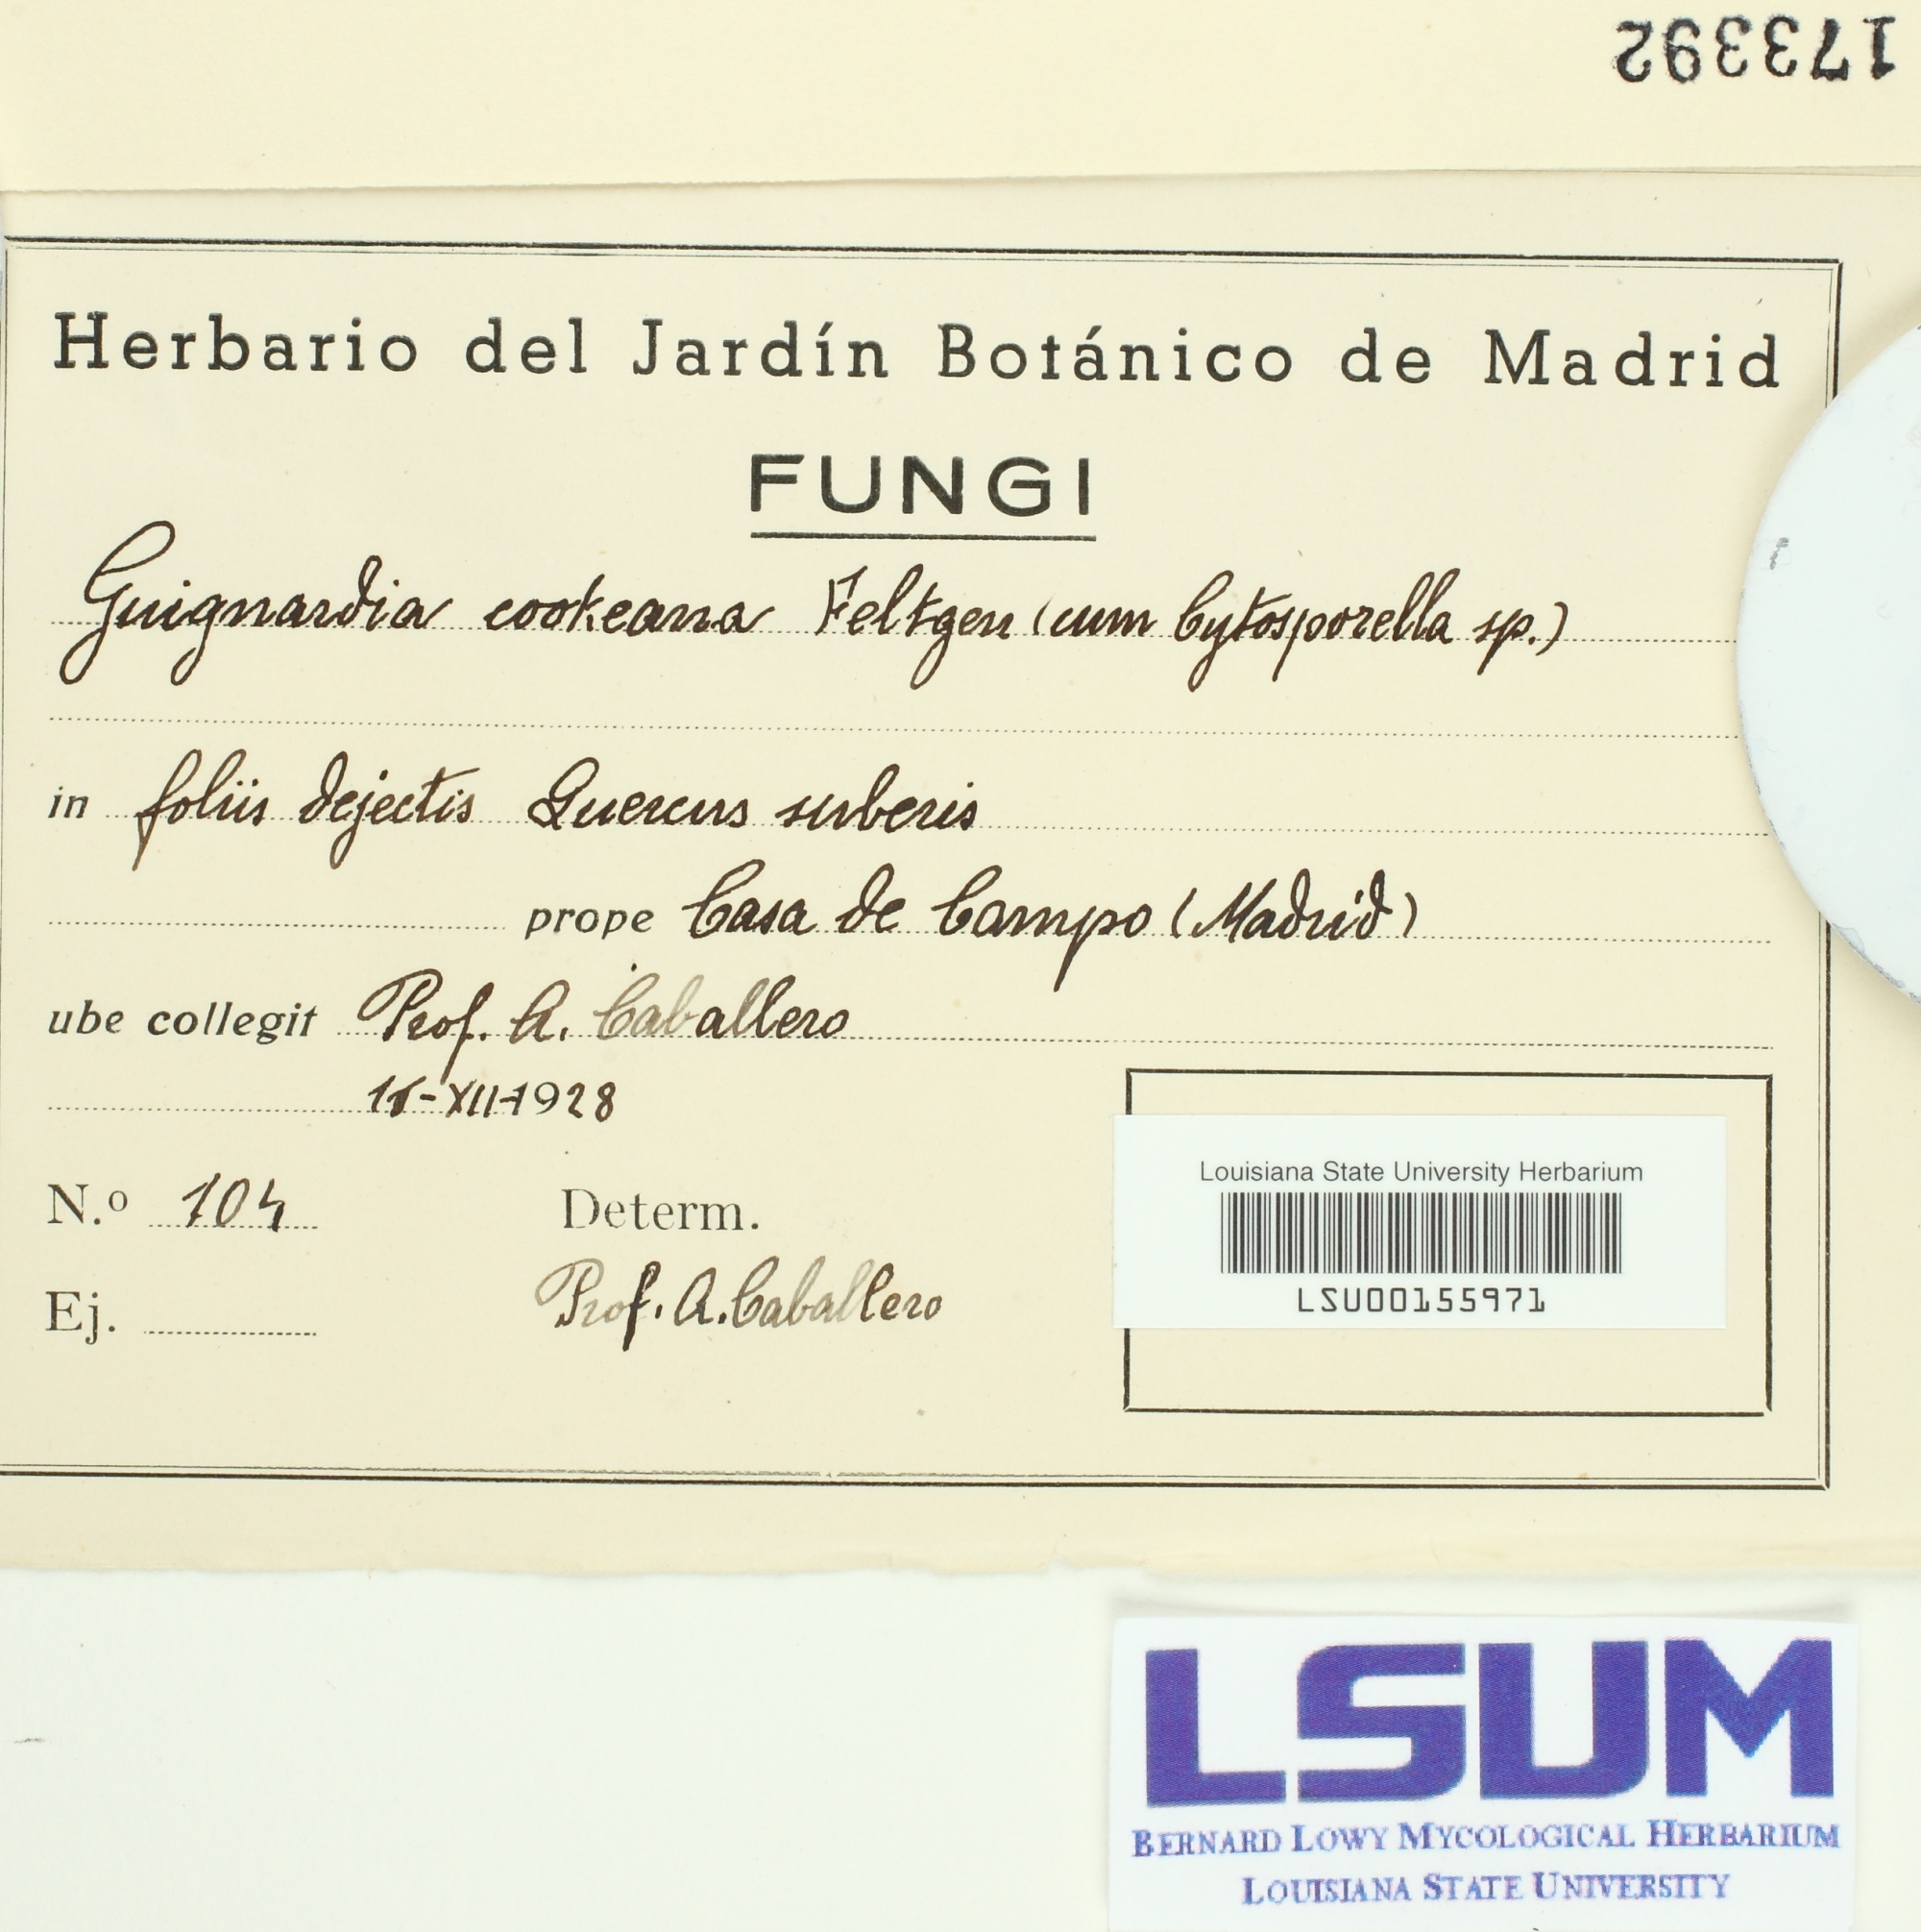 173392
Herbario del Jardín Botánico de Madrid
FUNGI
Guignardia cookeana Feltgen (cum Cytosporella sp.)
in foliis dejectis Quercus suberis
prope Casa de Campo (Madrid)
ube collegit Prof. A. Caballero
-XII-1928
N.º 104 Determ.
Ej. Prof. A. Caballero
Louisiana State University Herbarium
LSU00155971
LSUM
BERNARD LOWY MYCOLOGICAL HERBARIUM
LOUISIANA STATE UNIVERSITY